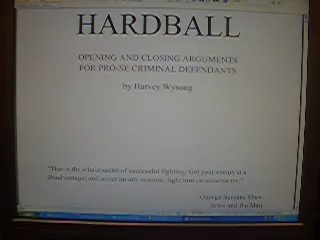 HARDBALL
OPENING AND CLOSING ARGUMENTS
FOR PRO-SE CRIMINAL DEFENDANTS
by Harvey Wysong
"That is the whole secret of successful fighting. Get your enemy at a
disadvantage; and never, on any account, fight him on equal terms."
-George Bernard Shaw
Arms and the Man